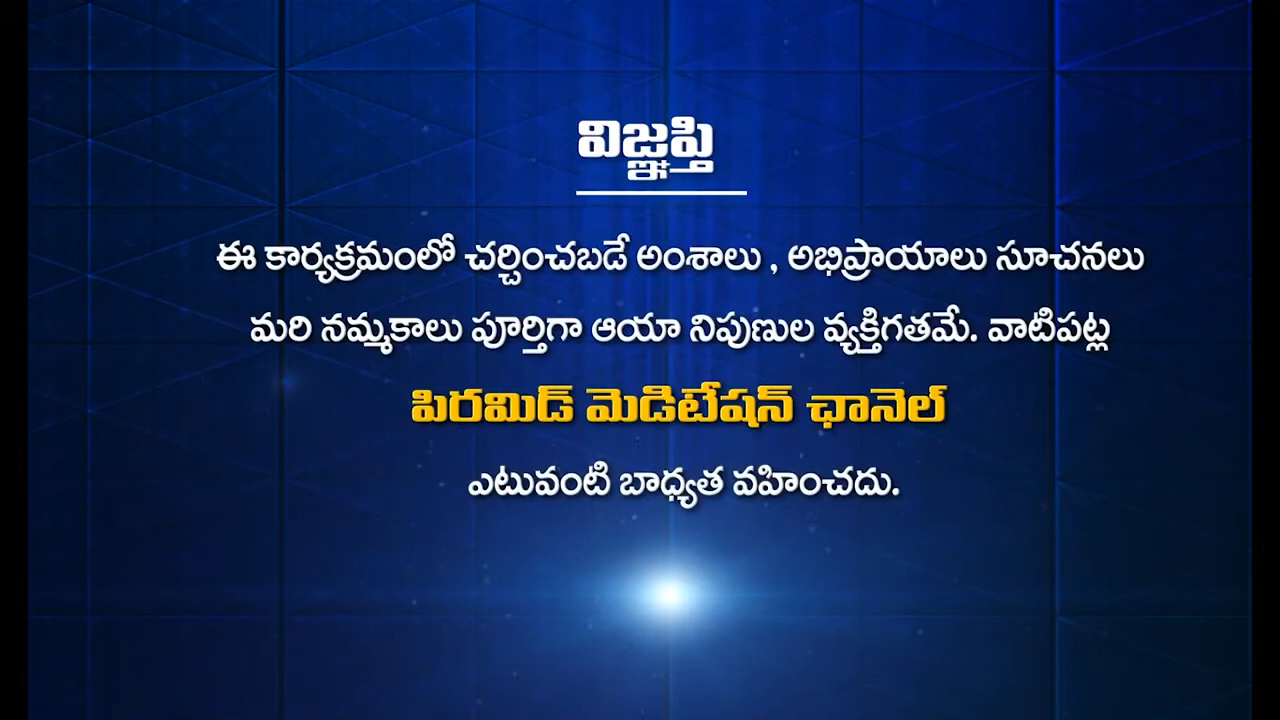 విజ్ఞప్తి
ఈ కార్యక్రమంలో చర్చించబడే అంశాలు , అభిప్రాయాలు సూచనలు
మరి నమ్మకాలు పూర్తిగా ఆయా నిపుణుల వ్యక్తిగతమే. వాటిపట్ల
పిరమిడ్ మెడిటేషన్ ఛానెల్
ఎటువంటి బాధ్యత వహించదు.